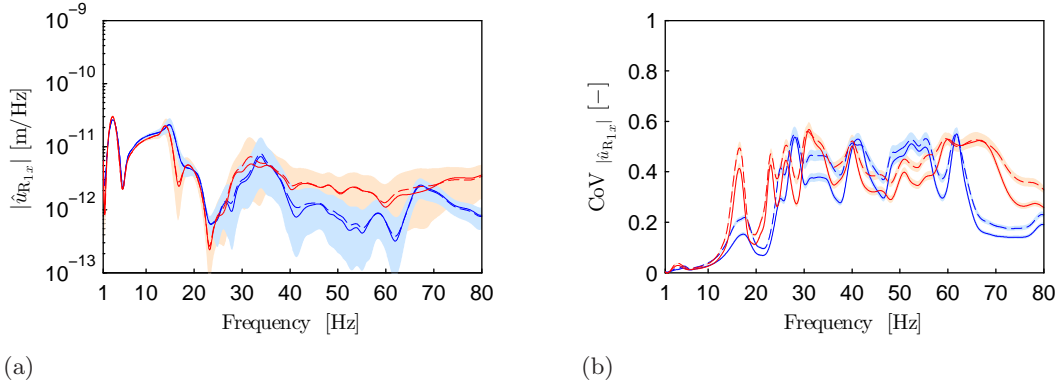 10^−9
10^−10
10^−11
10^−12
10^−13
|û_R_1x| [m/Hz]
1 10 20 30 40 50 60 70 80
Frequency [Hz]
(a)
1
0.8
0.6
0.4
0.2
0
CoV |û_R_1x| [−]
1 10 20 30 40 50 60 70 80
Frequency [Hz]
(b)